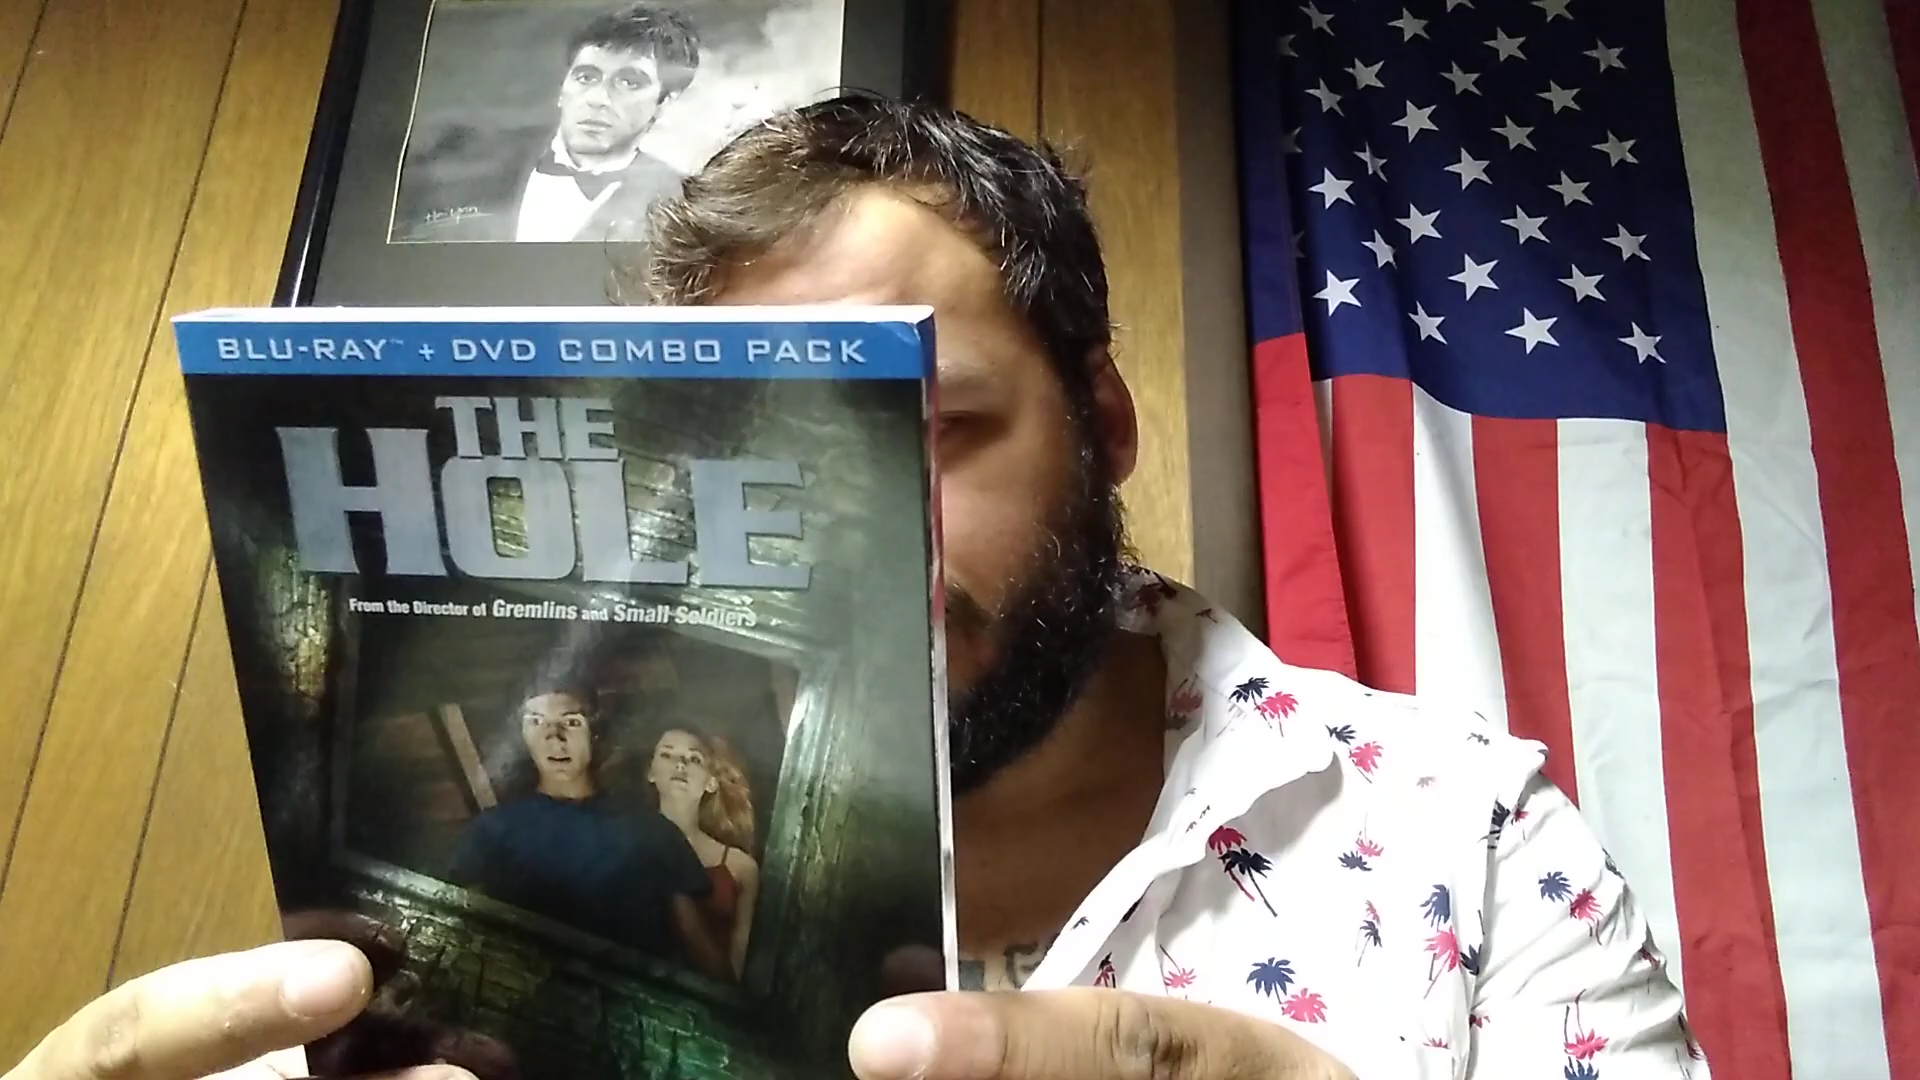 BLU-RAY™ + DVD COMBO PACK
THE
HOLE
From the Director of Gremlins and Small Soldiers